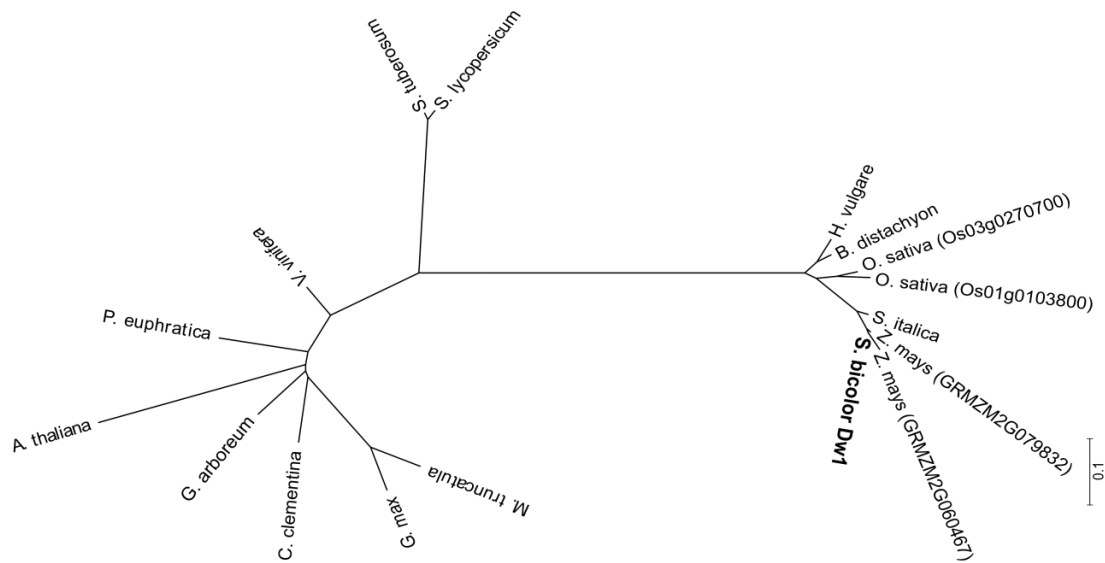 S. tuberosum
S. lycopersicum
H. vulgare
B. distachyon
O. sativa (Os03g0270700)
O. sativa (Os01g0103800)
S. italica
Z. mays (GRMZM2G079832)
Z. mays (GRMZM2G060467)
S. bicolor Dw1
V. vinifera
P. euphratica
A. thaliana
G. arboreum
C. clementina
G. max
M. truncatula
0.1